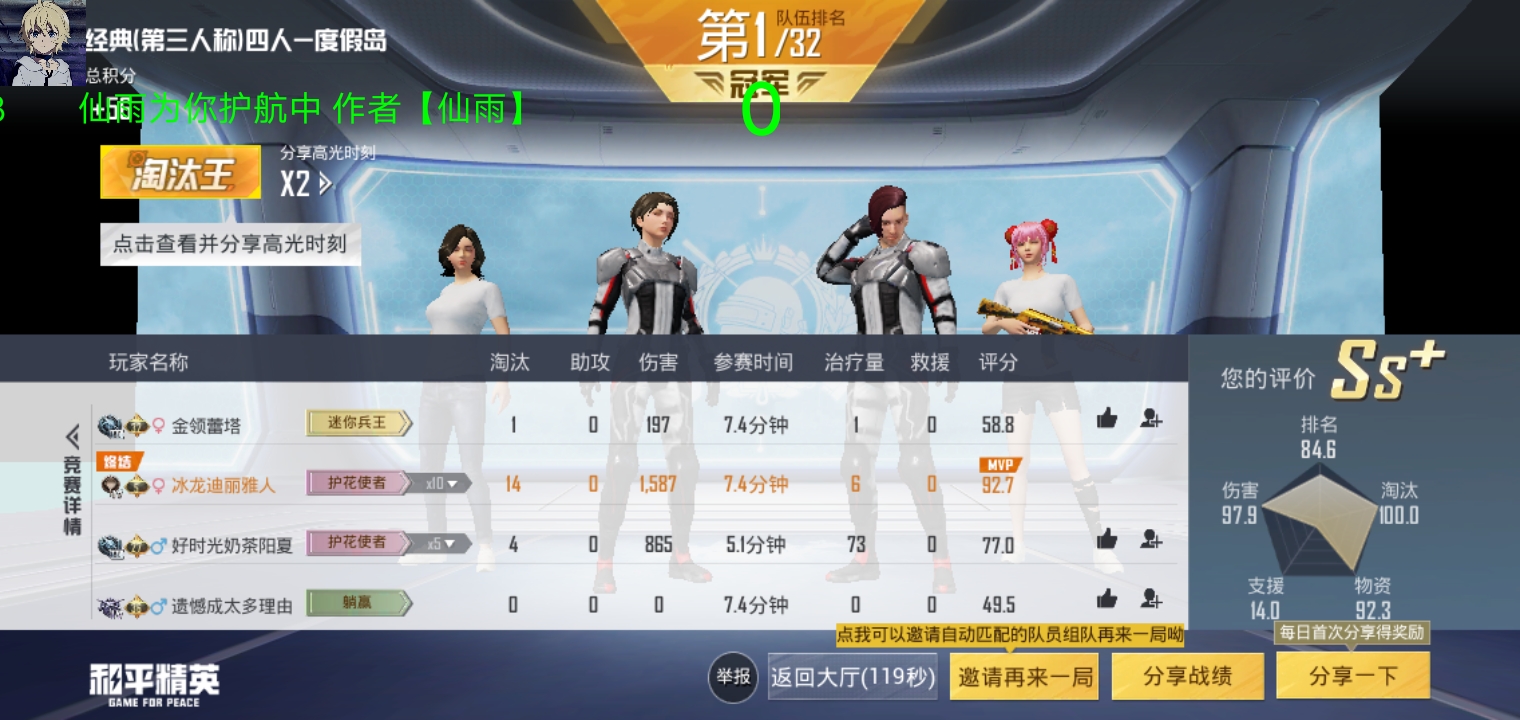 第1/32
队伍排名
冠军
经典(第三人称)四人-度假岛
总积分
仙雨为你护航中 作者【仙雨】
0
淘汰王
分享高光时刻
X2
点击查看并分享高光时刻
玩家名称 淘汰 助攻 伤害 参赛时间 治疗量 救援 评分
金领蕾塔 迷你兵王 1 0 197 7.4分钟 1 0 58.8
MVP
冰龙迪丽雅人 护花使者 x10 14 0 1,587 7.4分钟 6 0 92.7
好时光奶茶阳夏 护花使者 x5 4 0 865 5.1分钟 73 0 77.0
遗憾成太多理由 躺赢 0 0 0 7.4分钟 0 0 49.5
竞赛详情
您的评价 SS+
排名
84.6
伤害
97.9
淘汰
100.0
支援
14.0
物资
92.3
点我可以邀请自动匹配的队员组队再来一局呦
每日首次分享得奖励
和平精英
GAME FOR PEACE
举报
返回大厅(119秒)
邀请再来一局
分享战绩
分享一下